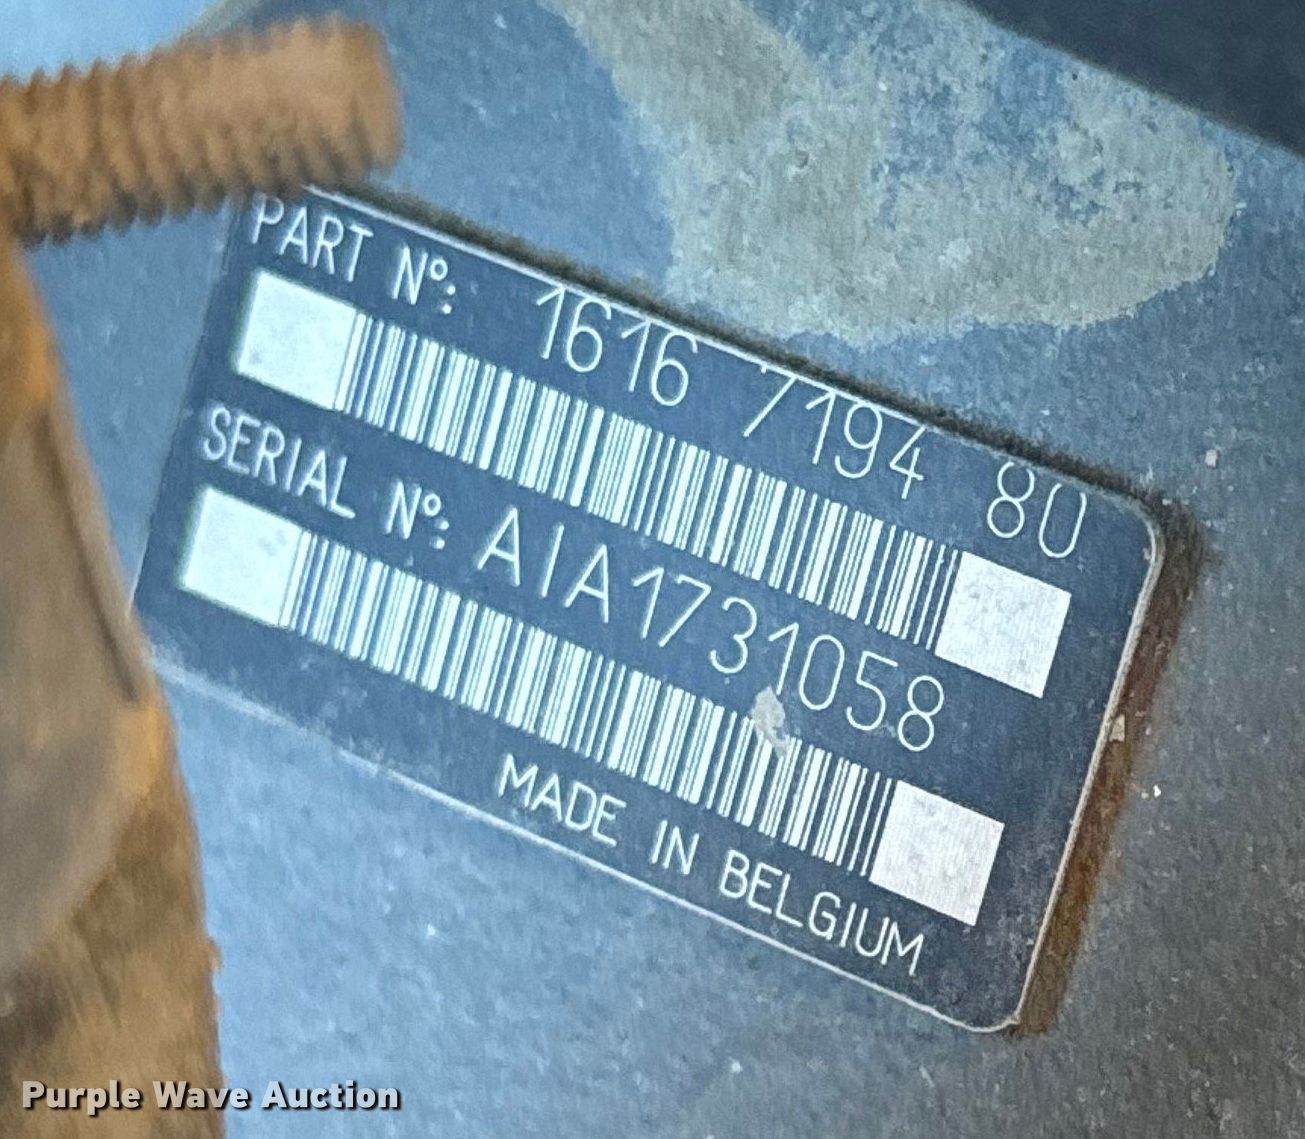 PART Nº: 1616 7194 80
SERIAL Nº: AIA1731058
MADE IN BELGIUM
Purple Wave Auction